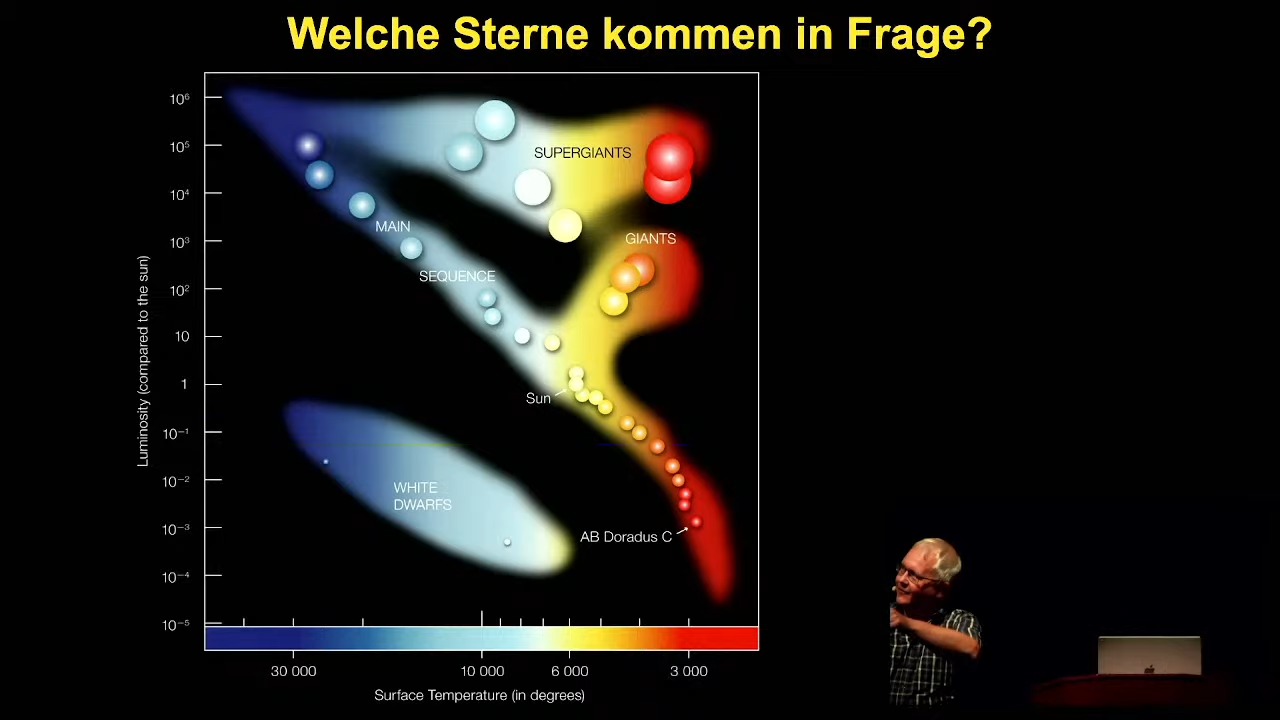 Welche Sterne kommen in Frage?
10⁶
10⁵
10⁴
10³
10²
10
1
10⁻¹
10⁻²
10⁻³
10⁻⁴
10⁻⁵
Luminosity (compared to the sun)
SUPERGIANTS
MAIN
GIANTS
SEQUENCE
Sun
WHITE
DWARFS
AB Doradus C
30 000
10 000
6 000
3 000
Surface Temperature (in degrees)